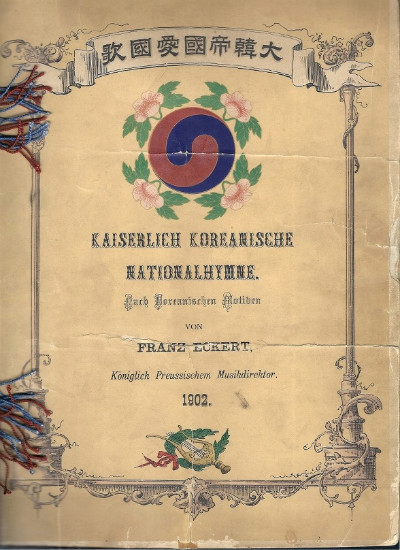 大韓帝國愛國歌
KAISERLICH KOREANISCHE
NATIONALHYMNE.
Nach Koreanischen Motiven
VON
FRANZ ECKERT,
Königlich Preussischem Musikdirektor.
1902.